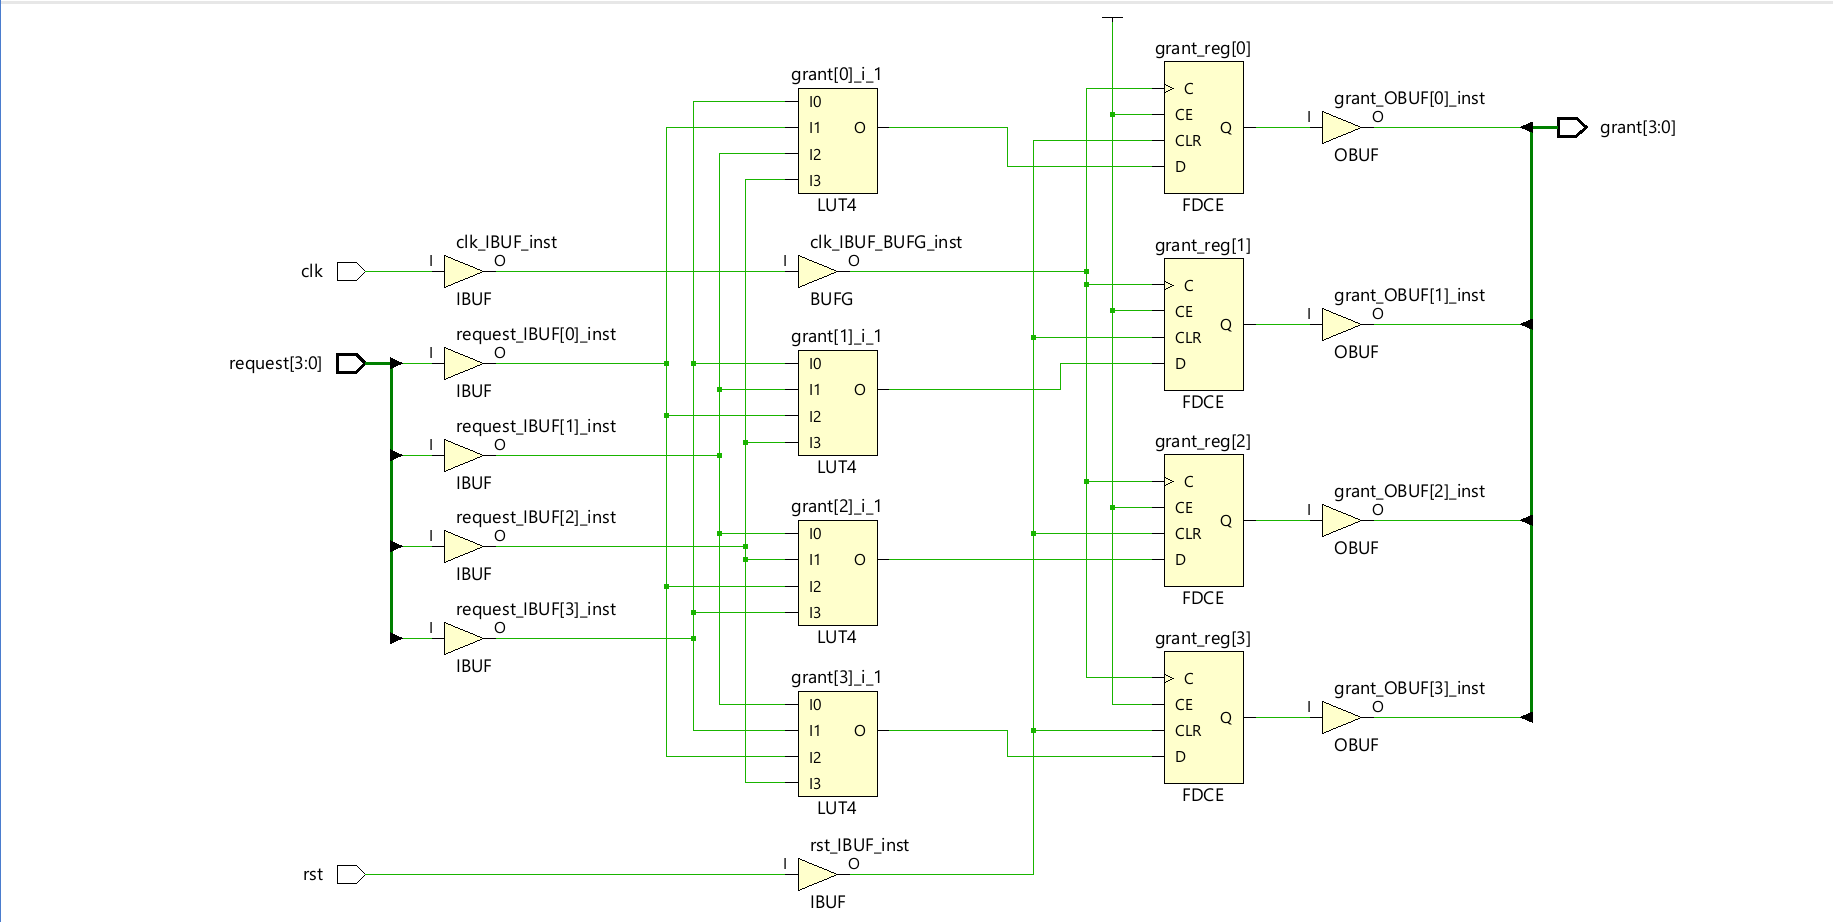 grant[0]_i_1
I0
I1
I2
I3
O
LUT4
clk
clk_IBUF_inst
I
O
IBUF
clk_IBUF_BUFG_inst
I
O
BUFG
request[3:0]
request_IBUF[0]_inst
I
O
IBUF
request_IBUF[1]_inst
I
O
IBUF
request_IBUF[2]_inst
I
O
IBUF
request_IBUF[3]_inst
I
O
IBUF
grant[1]_i_1
I0
I1
I2
I3
O
LUT4
grant[2]_i_1
I0
I1
I2
I3
O
LUT4
grant[3]_i_1
I0
I1
I2
I3
O
LUT4
rst
rst_IBUF_inst
I
O
IBUF
grant_reg[0]
C
CE
CLR
D
Q
FDCE
grant_reg[1]
C
CE
CLR
D
Q
FDCE
grant_reg[2]
C
CE
CLR
D
Q
FDCE
grant_reg[3]
C
CE
CLR
D
Q
FDCE
grant_OBUF[0]_inst
I
O
OBUF
grant_OBUF[1]_inst
I
O
OBUF
grant_OBUF[2]_inst
I
O
OBUF
grant_OBUF[3]_inst
I
O
OBUF
grant[3:0]